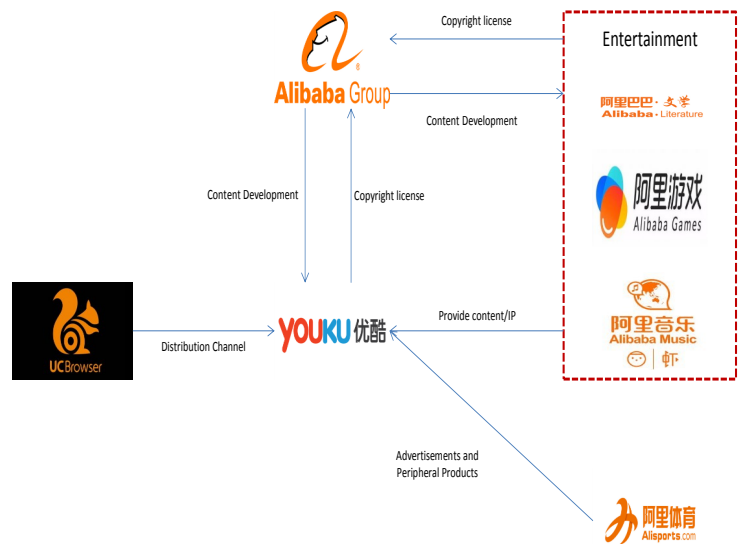 Copyright license
Entertainment
®
Alibaba Group
阿里巴巴·文学
Alibaba·Literature
Content Development
阿里游戏
Alibaba Games
Content Development
Copyright license
阿里音乐
Alibaba Music
虾
Provide content/IP
YOUKU 优酷
UCBrowser
Distribution Channel
Advertisements and
Peripheral Products
阿里体育
Alisports.com